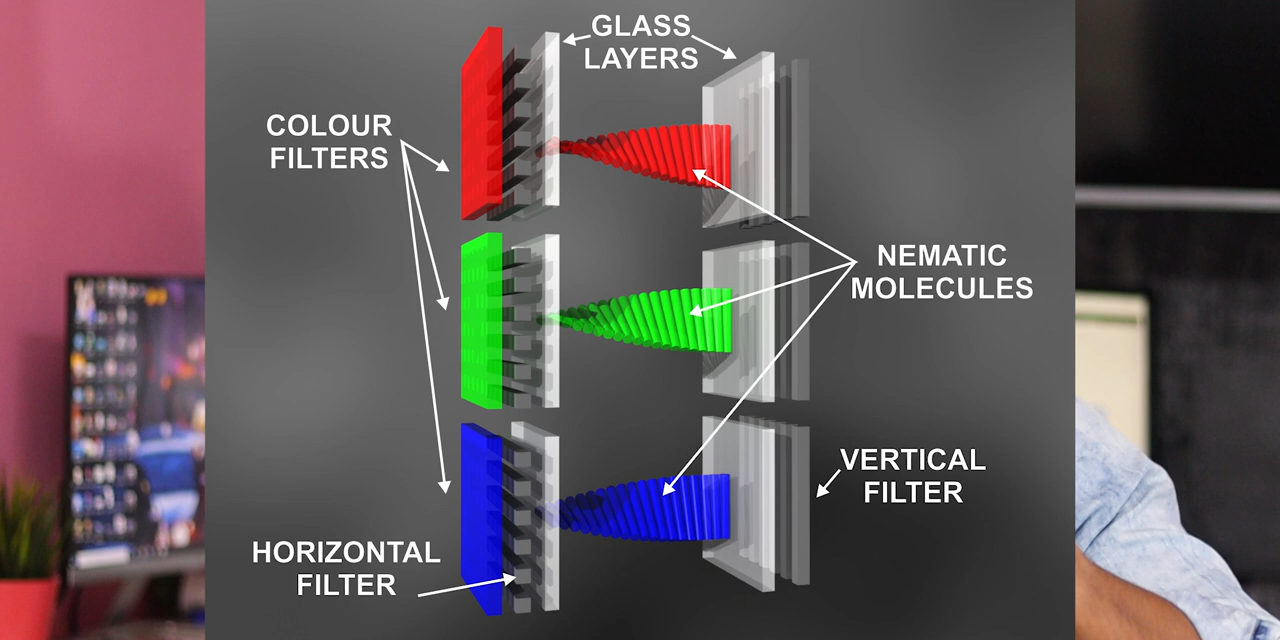 GLASS
LAYERS
COLOUR
FILTERS
NEMATIC
MOLECULES
VERTICAL
FILTER
HORIZONTAL
FILTER